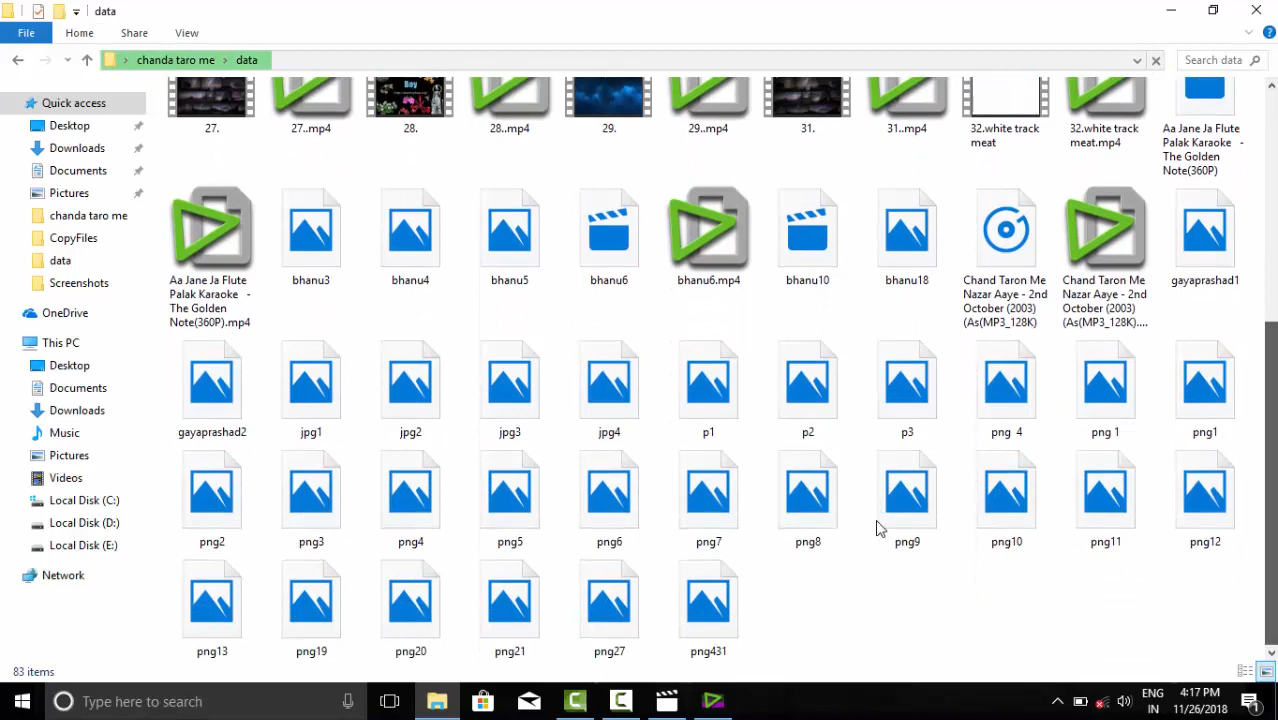 data
File
Home
Share
View
chanda taro me
data
Search data
Quick access
Desktop
Downloads
Documents
Pictures
chanda taro me
CopyFiles
data
Screenshots
OneDrive
This PC
Desktop
Documents
Downloads
Music
Pictures
Videos
Local Disk (C:)
Local Disk (D:)
Local Disk (E:)
Network
Boy
27.
27..mp4
28.
28..mp4
29.
29..mp4
31.
31..mp4
32.white track
meat
32.white track
meat.mp4
Aa Jane Ja Flute
Palak Karaoke -
The Golden
Note(360P)
Aa Jane Ja Flute
Palak Karaoke -
The Golden
Note(360P).mp4
bhanu3
bhanu4
bhanu5
bhanu6
bhanu6.mp4
bhanu10
bhanu18
Chand Taron Me
Nazar Aaye - 2nd
October (2003)
(As(MP3_128K)
Chand Taron Me
Nazar Aaye - 2nd
October (2003)
(As(MP3_128K)....
gayaprashad1
gayaprashad2
jpg1
jpg2
jpg3
jpg4
p1
p2
p3
png 4
png 1
png1
png2
png3
png4
png5
png6
png7
png8
png9
png10
png11
png12
png13
png19
png20
png21
png27
png431
83 items
Type here to search
ENG
IN
4:17 PM
11/26/2018
1